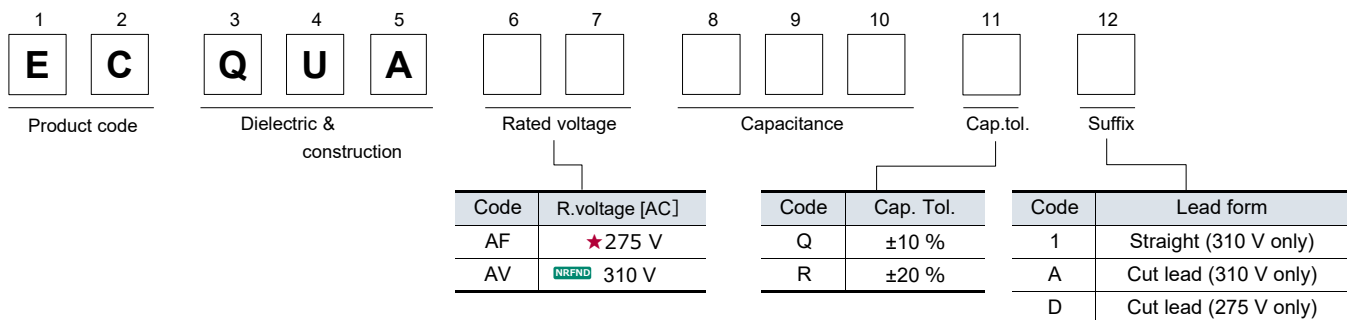 1 2 3 4 5 6 7 8 9 10 11 12
E C Q U A
Product code Dielectric & construction Rated voltage Capacitance Cap.tol. Suffix
Code R.voltage [AC]
AF ★275 V
AV NRFND 310 V
Code Cap. Tol.
Q ±10 %
R ±20 %
Code Lead form
1 Straight (310 V only)
A Cut lead (310 V only)
D Cut lead (275 V only)